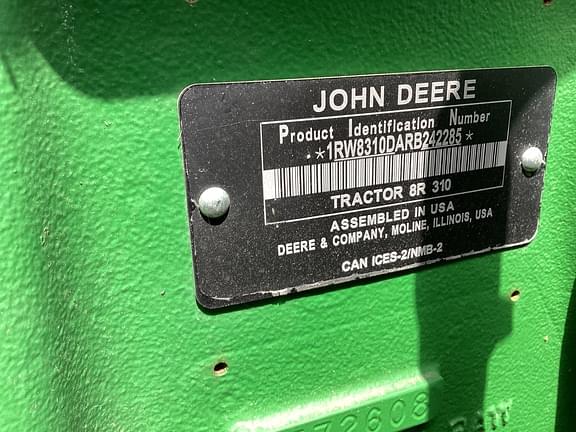 JOHN DEERE
Product Identification Number
*1RW8310DARB242285*
TRACTOR 8R 310
ASSEMBLED IN USA
DEERE & COMPANY, MOLINE, ILLINOIS, USA
CAN ICES-2/NMB-2
572608